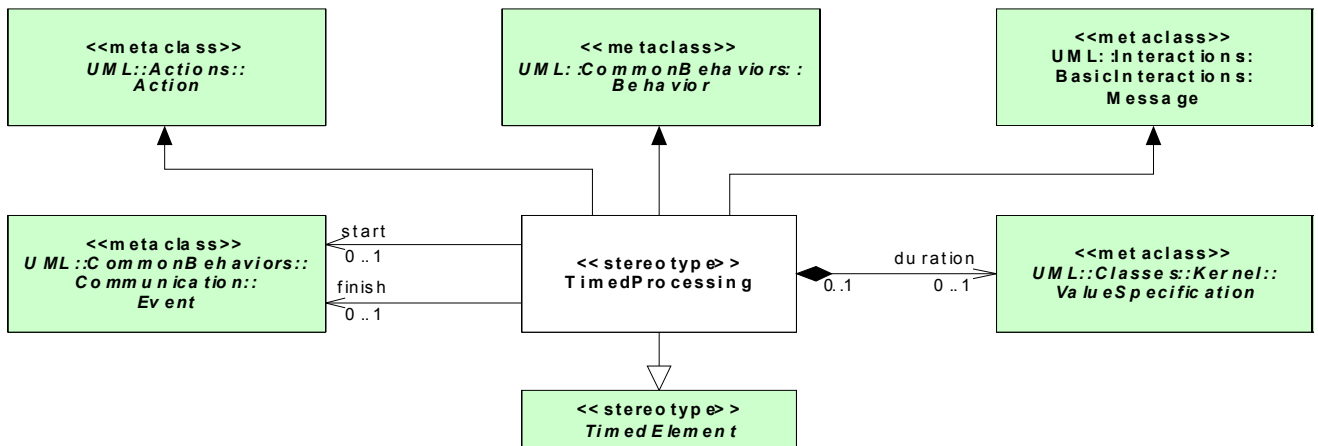 <<metaclass>>
UML::Actions::
Action
<<metaclass>>
UML::CommonBehaviors::
Behavior
<<metaclass>>
UML::Interactions:
BasicInteractions:
Message
<<metaclass>>
UML::CommonBehaviors::
Communication::
Event
start
0..1
finish
0..1
<<stereotype>>
TimedProcessing
duration
0..1
0..1
<<metaclass>>
UML::Classes::Kernel::
ValueSpecification
<<stereotype>>
TimedElement